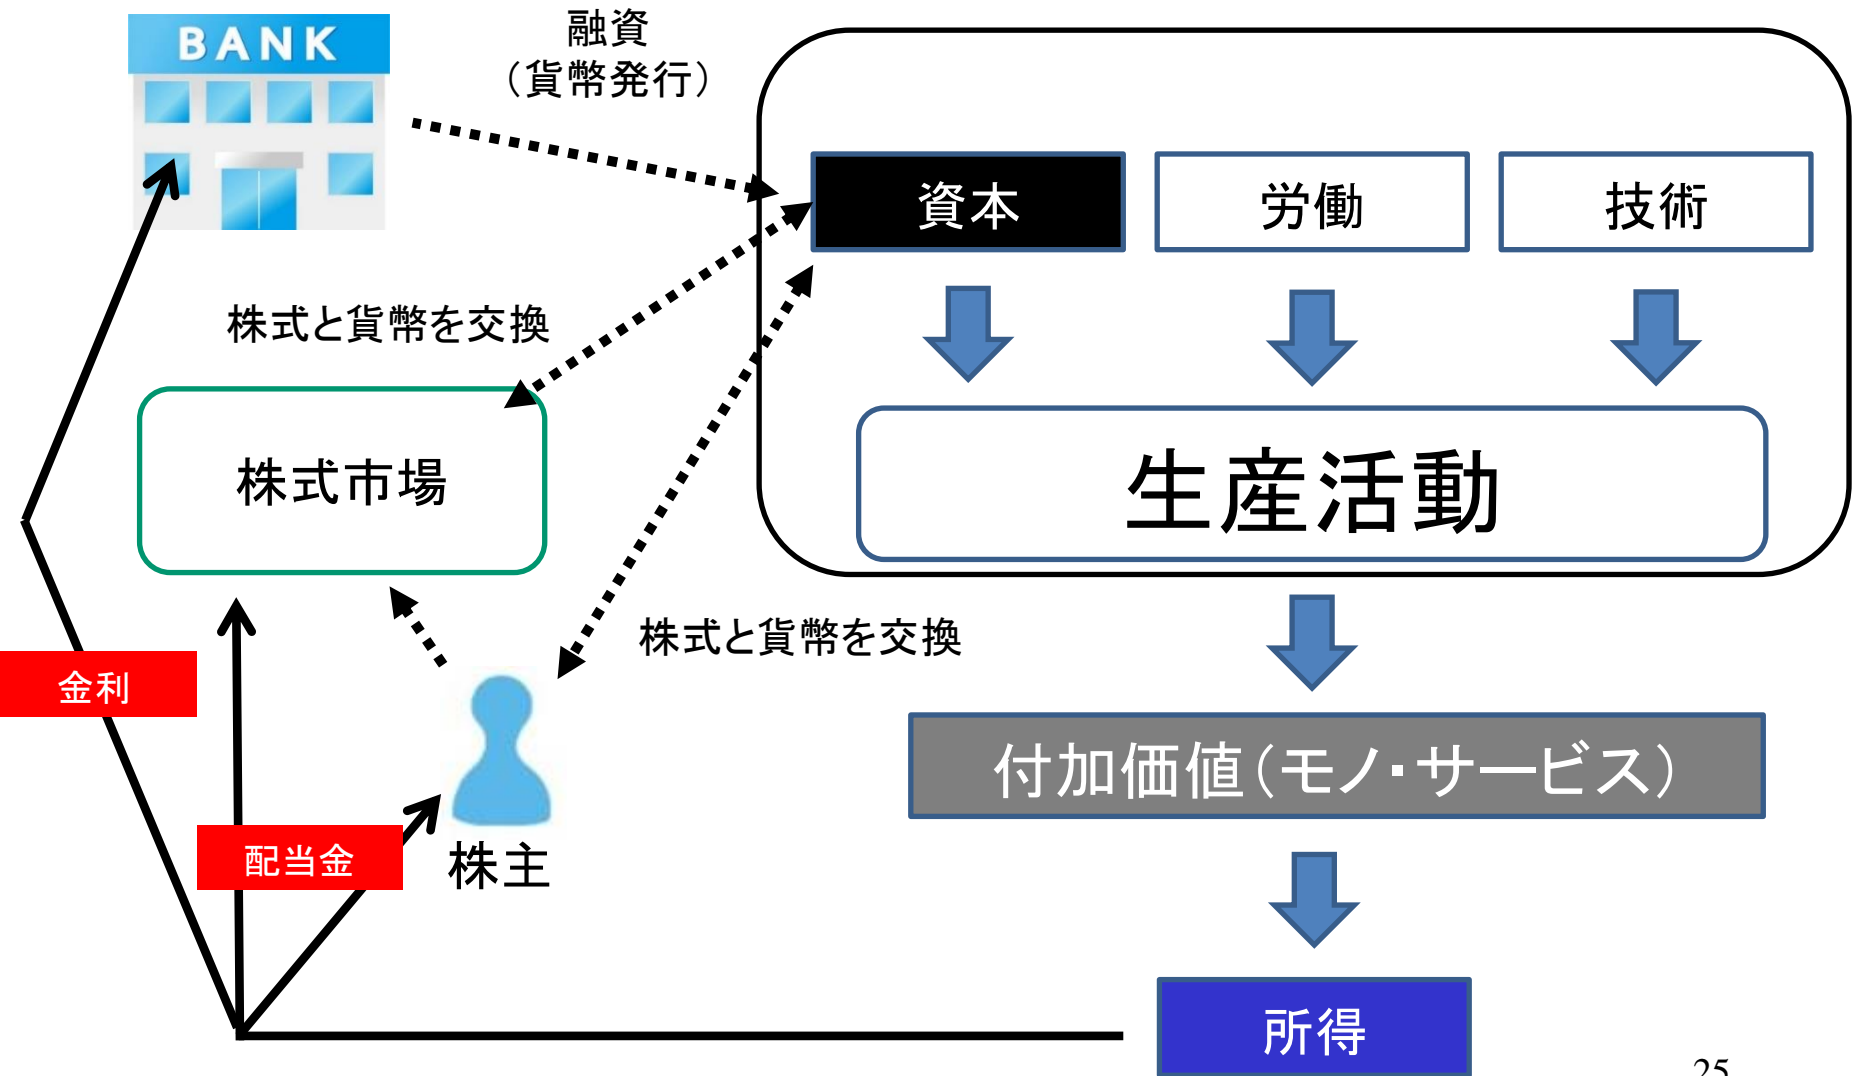 BANK
融資
（貨幣発行）
資本
労働
技術
株式と貨幣を交換
株式市場
生産活動
株式と貨幣を交換
金利
付加価値（モノ・サービス）
配当金
株主
所得
25